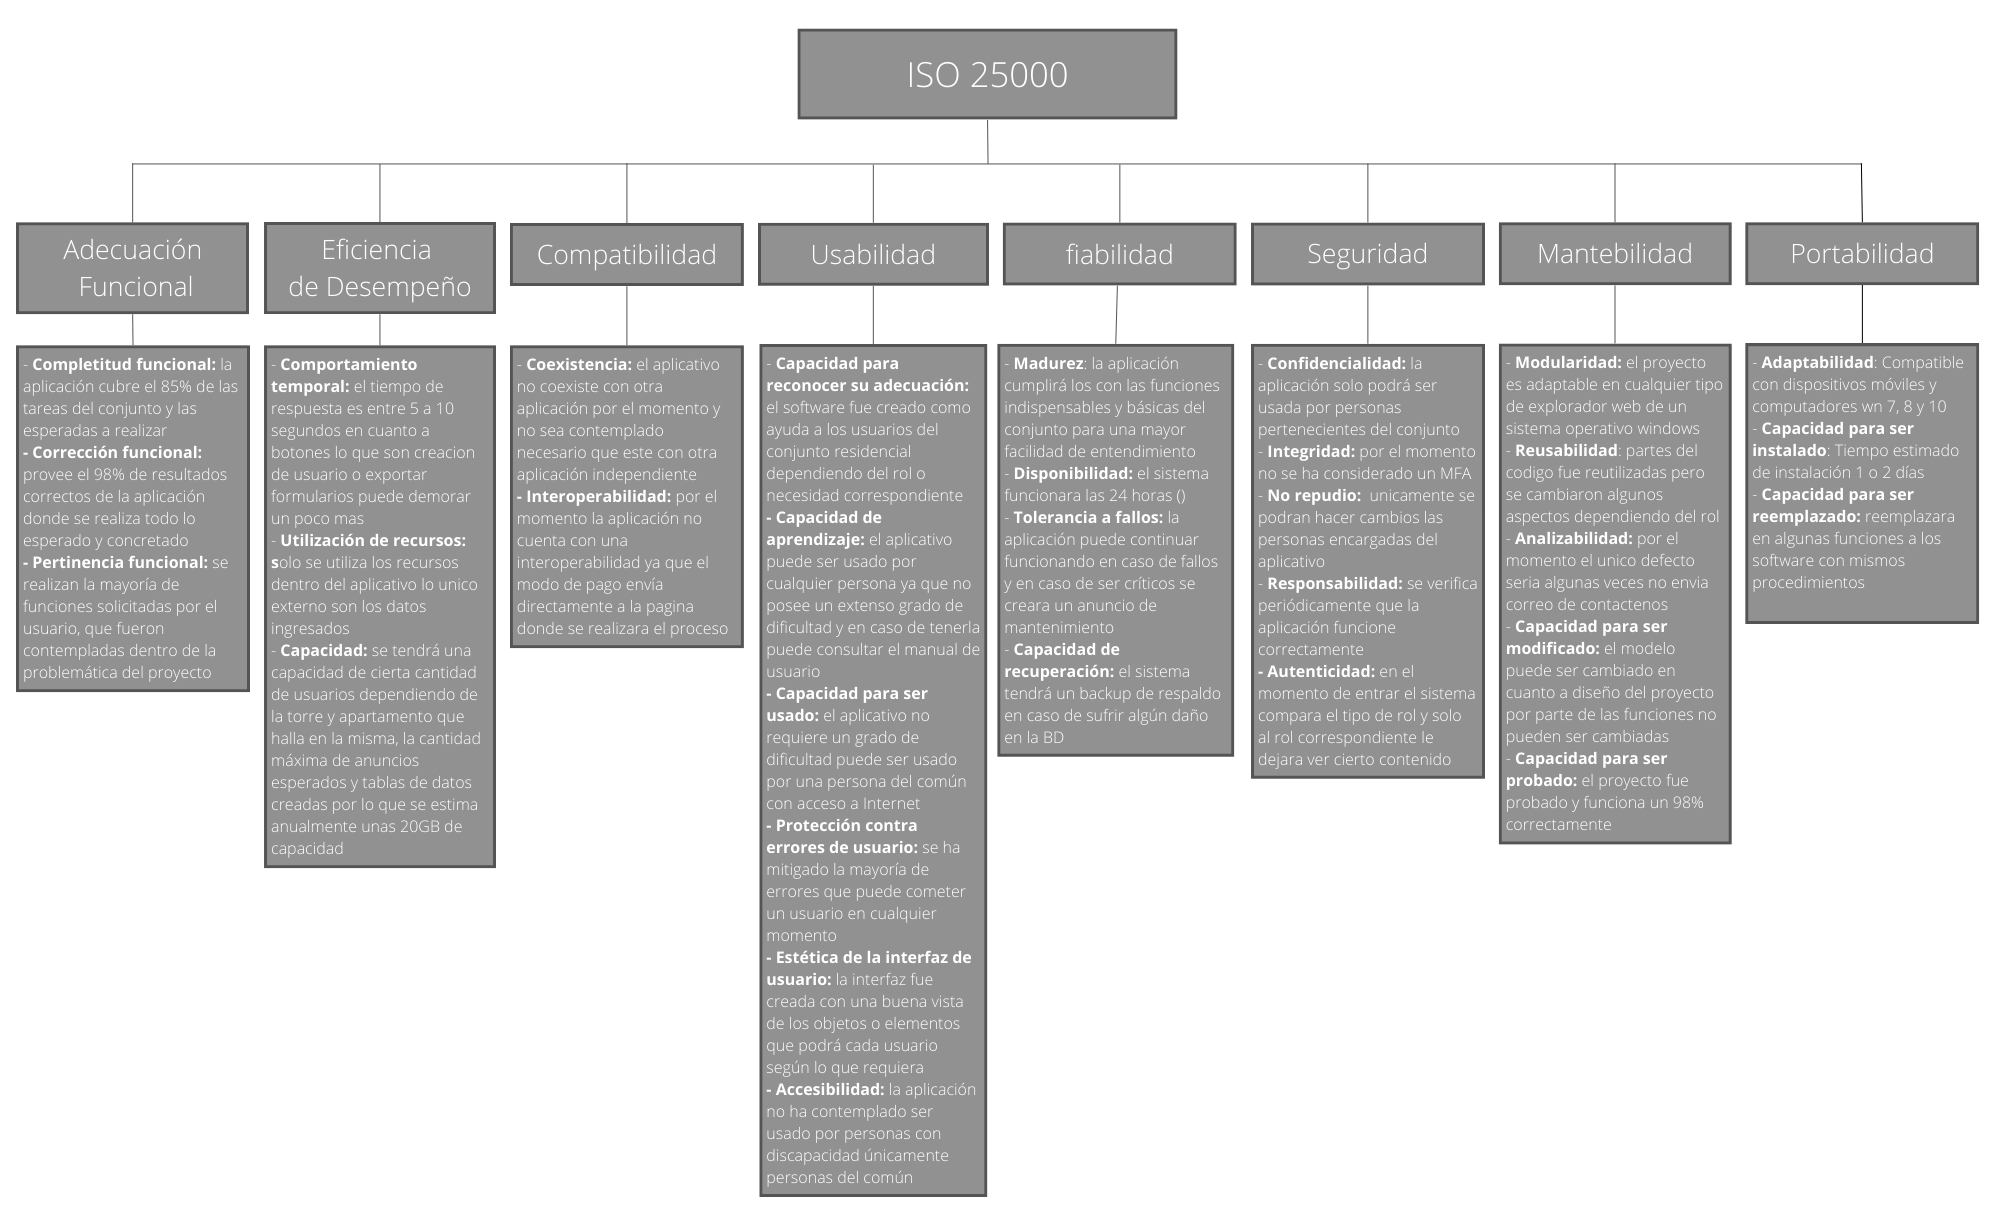 ISO 25000
Adecuación
Funcional
- Completitud funcional: la
aplicación cubre el 85% de las
tareas del conjunto y las
esperadas a realizar
- Corrección funcional:
provee el 98% de resultados
correctos de la aplicación
donde se realiza todo lo
esperado y concretado
- Pertinencia funcional: se
realizan la mayoría de
funciones solicitadas por el
usuario, que fueron
contempladas dentro de la
problemática del proyecto
Eficiencia
de Desempeño
- Comportamiento
temporal: el tiempo de
respuesta es entre 5 a 10
segundos en cuanto a
botones lo que son creacion
de usuario o exportar
formularios puede demorar
un poco mas
- Utilización de recursos:
solo se utiliza los recursos
dentro del aplicativo lo unico
externo son los datos
ingresados
- Capacidad: se tendrá una
capacidad de cierta cantidad
de usuarios dependiendo de
la torre y apartamento que
halla en la misma, la cantidad
máxima de anuncios
esperados y tablas de datos
creadas por lo que se estima
anualmente unas 20GB de
capacidad
Compatibilidad
- Coexistencia: el aplicativo
no coexiste con otra
aplicación por el momento y
no sea contemplado
necesario que este con otra
aplicación independiente
- Interoperabilidad: por el
momento la aplicación no
cuenta con una
interoperabilidad ya que el
modo de pago envía
directamente a la pagina
donde se realizara el proceso
Usabilidad
- Capacidad para
reconocer su adecuación:
el software fue creado como
ayuda a los usuarios del
conjunto residencial
dependiendo del rol o
necesidad correspondiente
- Capacidad de
aprendizaje: el aplicativo
puede ser usado por
cualquier persona ya que no
posee un extenso grado de
dificultad y en caso de tenerla
puede consultar el manual de
usuario
- Capacidad para ser
usado: el aplicativo no
requiere un grado de
dificultad puede ser usado
por una persona del común
con acceso a Internet
- Protección contra
errores de usuario: se ha
mitigado la mayoría de
errores que puede cometer
un usuario en cualquier
momento
- Estética de la interfaz de
usuario: la interfaz fue
creada con una buena vista
de los objetos o elementos
que podrá cada usuario
según lo que requiera
- Accesibilidad: la aplicación
no ha contemplado ser
usado por personas con
discapacidad únicamente
personas del común
fiabilidad
- Madurez: la aplicación
cumplirá los con las funciones
indispensables y básicas del
conjunto para una mayor
facilidad de entendimiento
- Disponibilidad: el sistema
funcionara las 24 horas ()
- Tolerancia a fallos: la
aplicación puede continuar
funcionando en caso de fallos
y en caso de ser críticos se
creara un anuncio de
mantenimiento
- Capacidad de
recuperación: el sistema
tendrá un backup de respaldo
en caso de sufrir algún daño
en la BD
Seguridad
- Confidencialidad: la
aplicación solo podrá ser
usada por personas
pertenecientes del conjunto
- Integridad: por el momento
no se ha considerado un MFA
- No repudio:  unicamente se
podran hacer cambios las
personas encargadas del
aplicativo
- Responsabilidad: se verifica
periódicamente que la
aplicación funcione
correctamente
- Autenticidad: en el
momento de entrar el sistema
compara el tipo de rol y solo
al rol correspondiente le
dejara ver cierto contenido
Mantebilidad
- Modularidad: el proyecto
es adaptable en cualquier tipo
de explorador web de un
sistema operativo windows
- Reusabilidad: partes del
codigo fue reutilizadas pero
se cambiaron algunos
aspectos dependiendo del rol
- Analizabilidad: por el
momento el unico defecto
seria algunas veces no envia
correo de contactenos
- Capacidad para ser
modificado: el modelo
puede ser cambiado en
cuanto a diseño del proyecto
por parte de las funciones no
pueden ser cambiadas
- Capacidad para ser
probado: el proyecto fue
probado y funciona un 98%
correctamente
Portabilidad
- Adaptabilidad: Compatible
con dispositivos móviles y
computadores wn 7, 8 y 10
- Capacidad para ser
instalado: Tiempo estimado
de instalación 1 o 2 días
- Capacidad para ser
reemplazado: reemplazara
en algunas funciones a los
software con mismos
procedimientos